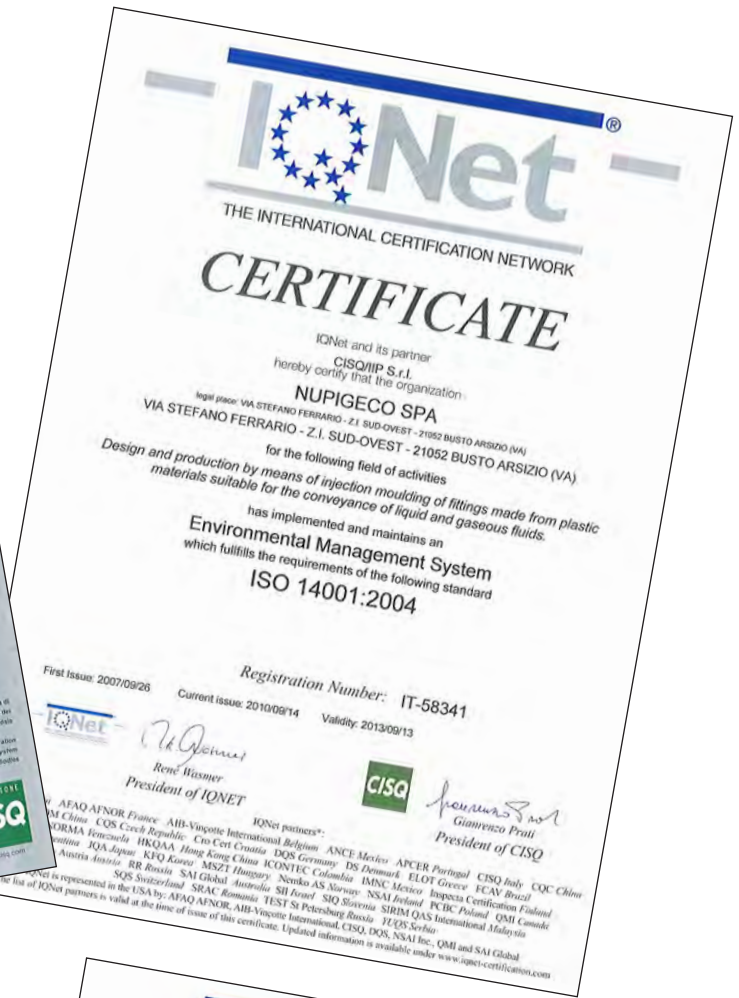 IQNet ®
THE INTERNATIONAL CERTIFICATION NETWORK
CERTIFICATE
IQNet and its partner
CISQ/IIP S.r.l.
hereby certify that the organization
NUPIGECO SPA
legal place: VIA STEFANO FERRARIO - Z.I. SUD-OVEST - 21052 BUSTO ARSIZIO (VA)
VIA STEFANO FERRARIO - Z.I. SUD-OVEST - 21052 BUSTO ARSIZIO (VA)
for the following field of activities
Design and production by means of injection moulding of fittings made from plastic
materials suitable for the conveyance of liquid and gaseous fluids.
has implemented and maintains an
Environmental Management System
which fullfills the requirements of the following standard
ISO 14001:2004
Registration Number: IT-58341
First Issue: 2007/09/26
Current issue: 2010/09/14
Validity: 2013/09/13
IQNet
René Wasmer
President of IQNET
CISQ
Gianrenzo Prati
President of CISQ
IQNet partners*:
AFAQ AFNOR France AIB-Vinçotte International Belgium ANCE Mexico APCER Portugal CISQ Italy CQC China
China CQS Czech Republic Cro Cert Croatia DQS Germany DS Denmark ELOT Greece FCAV Brazil
Venezuela HKQAA Hong Kong China ICONTEC Colombia IMNC Mexico Inspecta Certification Finland
JQA Japan KFQ Korea MSZT Hungary Nemko AS Norway NSAI Ireland PCBC Poland QMI Canada
Austria RR Russia SAI Global Australia SII Israel SIQ Slovenia SIRIM QAS International Malaysia
SQS Switzerland SRAC Romania TEST St Petersburg Russia YUQS Serbia
IQNet is represented in the USA by: AFAQ AFNOR, AIB-Vinçotte International, CISQ, DQS, NSAI Inc., QMI and SAI Global
list of IQNet partners is valid at the time of issue of this certificate. Updated information is available under www.iqnet-certification.com